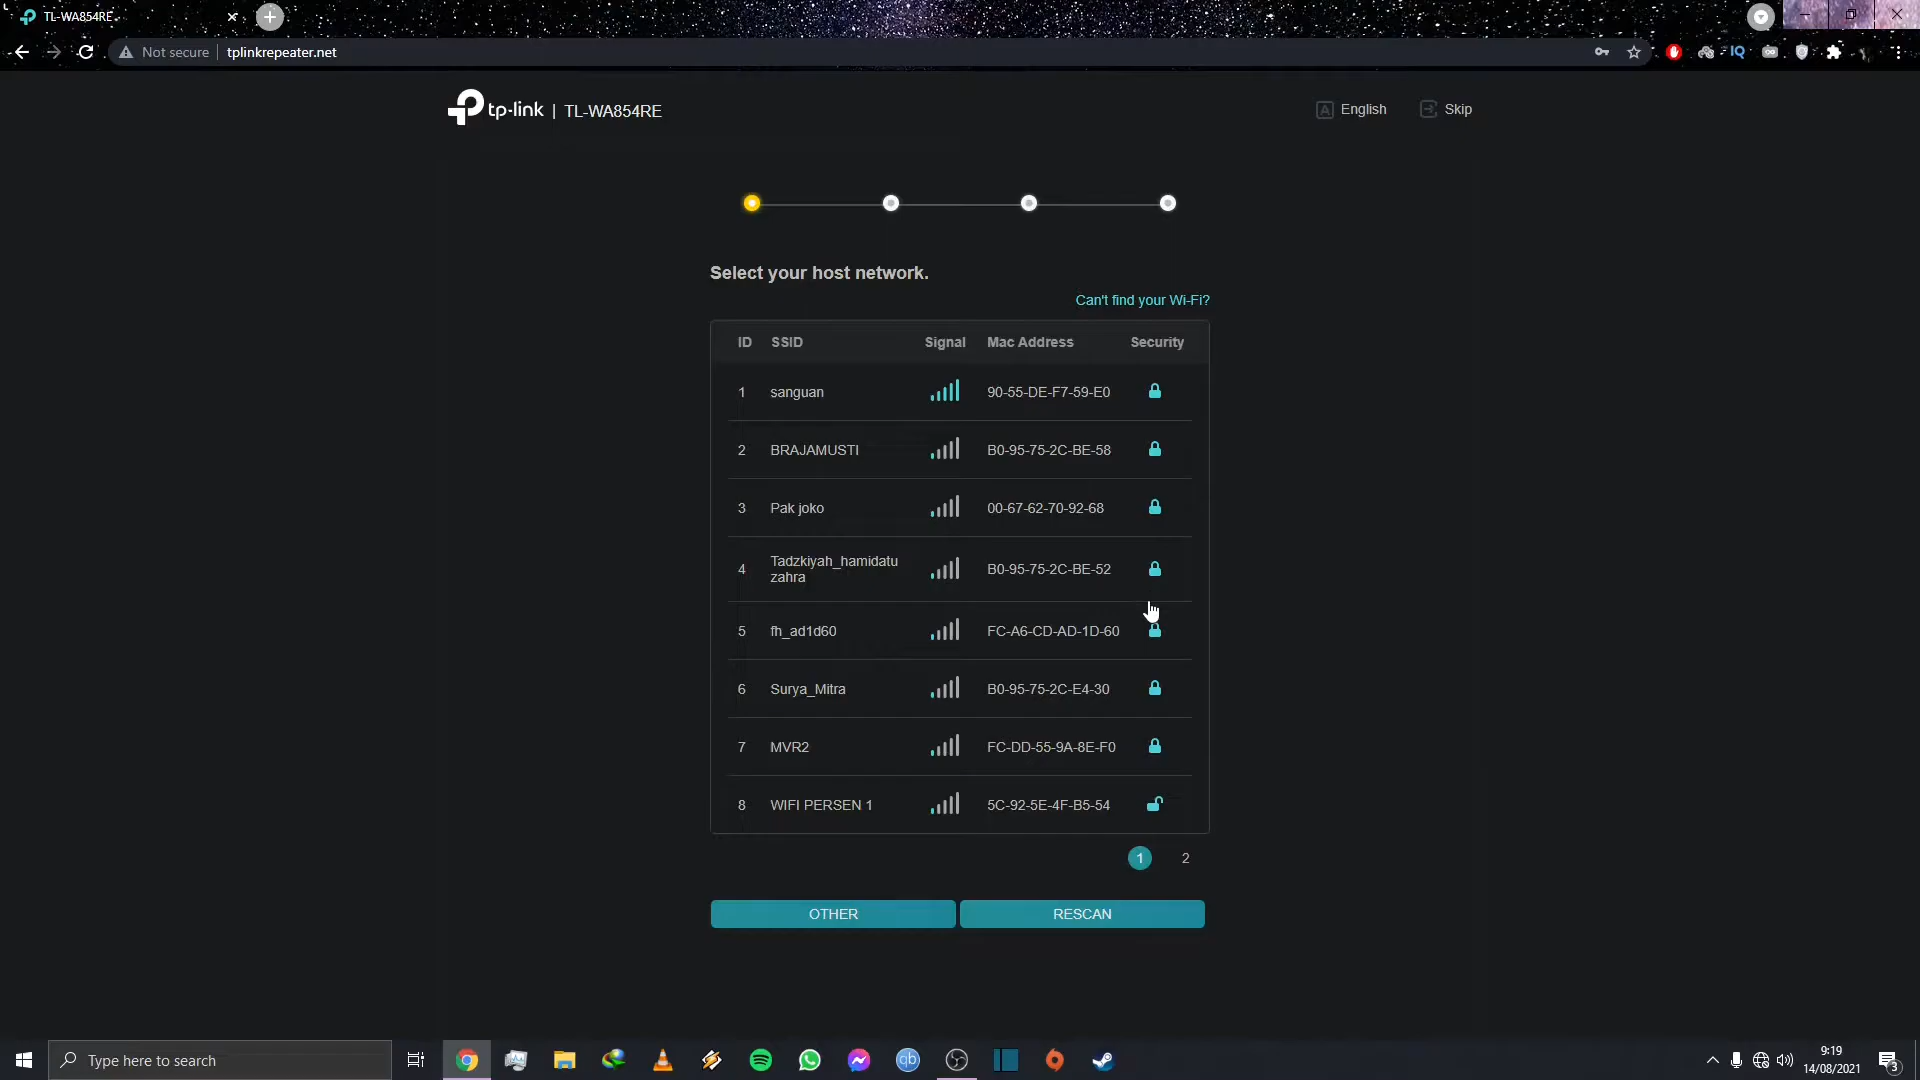 TL-WA854RE
Not secure tplinkrepeater.net
IQ
tp-link | TL-WA854RE
A English Skip
Select your host network.
Can't find your Wi-Fi?
ID SSID Signal Mac Address Security
1 sanguan 90-55-DE-F7-59-E0
2 BRAJAMUSTI B0-95-75-2C-BE-58
3 Pak joko 00-67-62-70-92-68
4 Tadzkiyah_hamidatu B0-95-75-2C-BE-52
zahra
5 fh_ad1d60 FC-A6-CD-AD-1D-60
6 Surya_Mitra B0-95-75-2C-E4-30
7 MVR2 FC-DD-55-9A-8E-F0
8 WIFI PERSEN 1 5C-92-5E-4F-B5-54
1 2
OTHER RESCAN
Type here to search
qb
9:19
14/08/2021
3